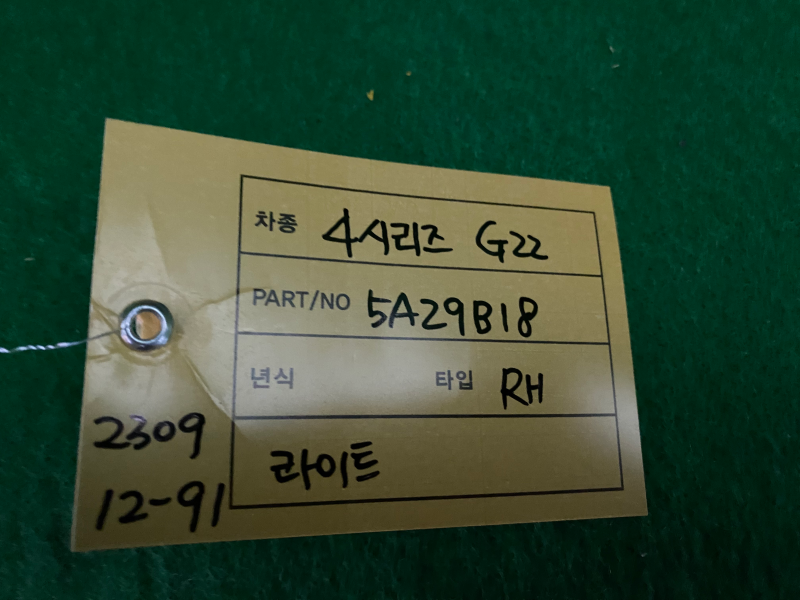 차종 4시리즈 G22
PART/NO 5A29B18
년식 타입 RH
라이트
2309
12-91